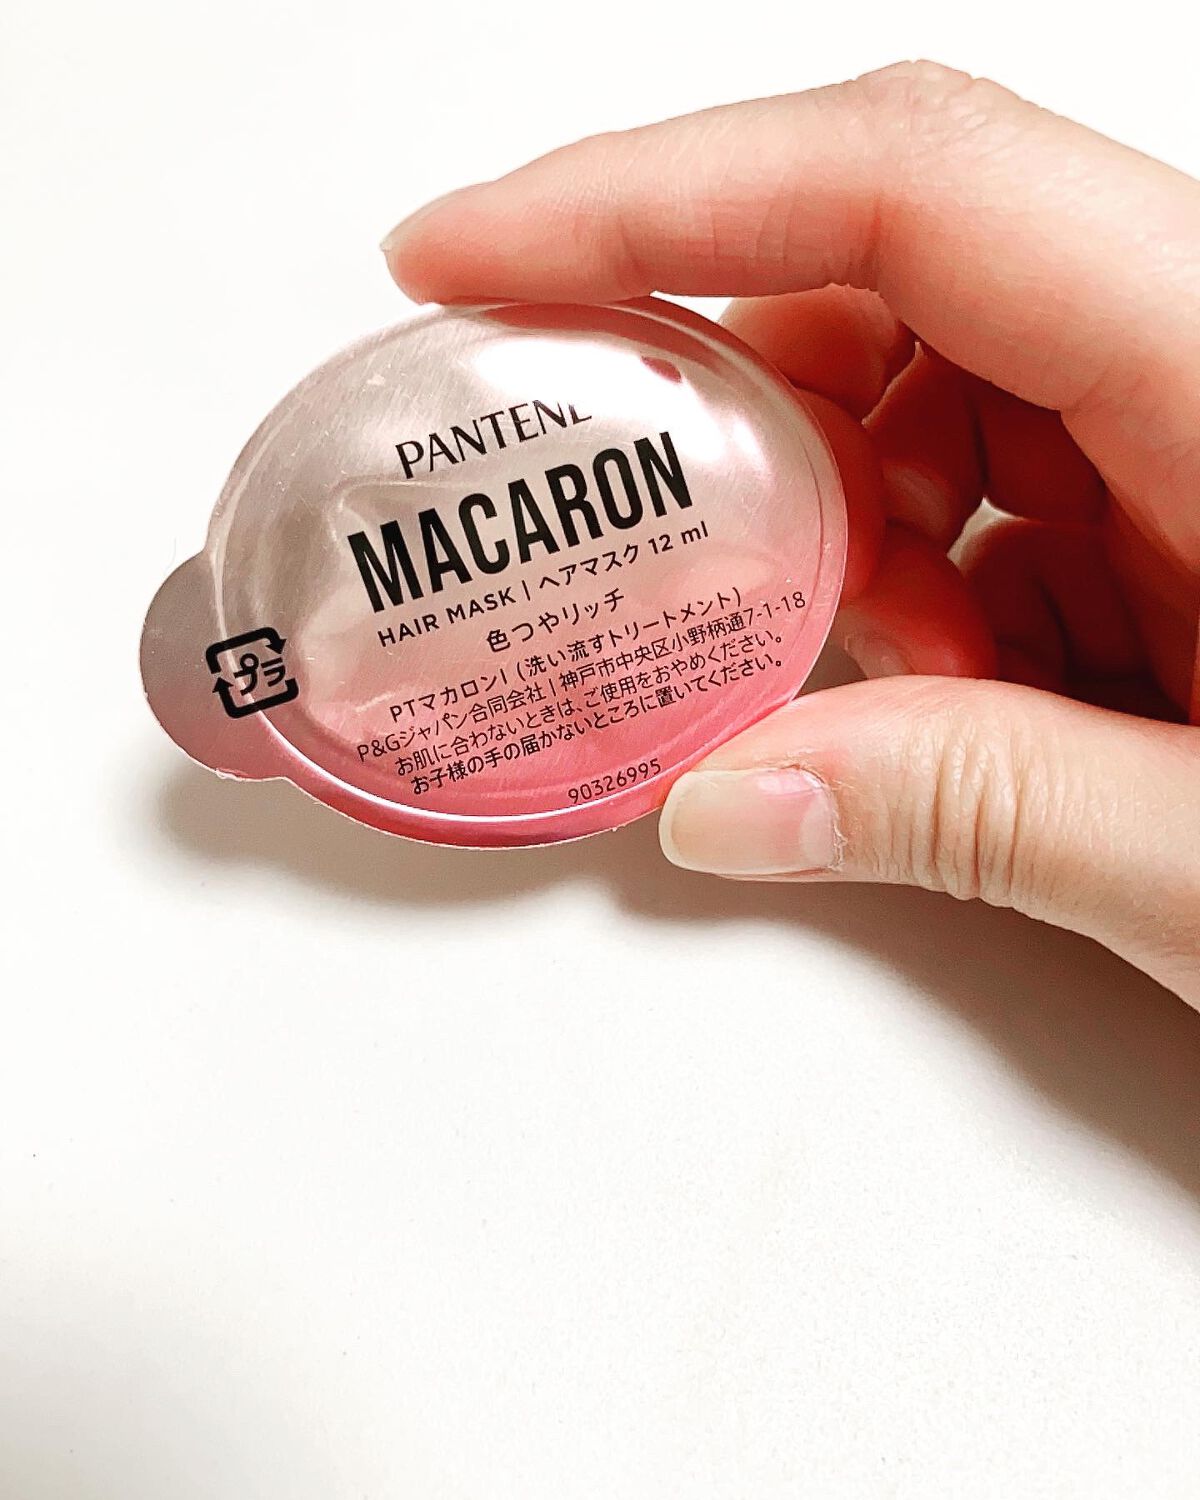 PANTENE
MACARON
HAIR MASK | ヘアマスク 12 ml
色つやリッチ
PTマカロンI (洗い流すトリートメント)
P&Gジャパン合同会社 | 神戸市中央区小野柄通7-1-18
お肌に合わないときは、ご使用をおやめください。
お子様の手の届かないところに置いてください。
90326995
プラ